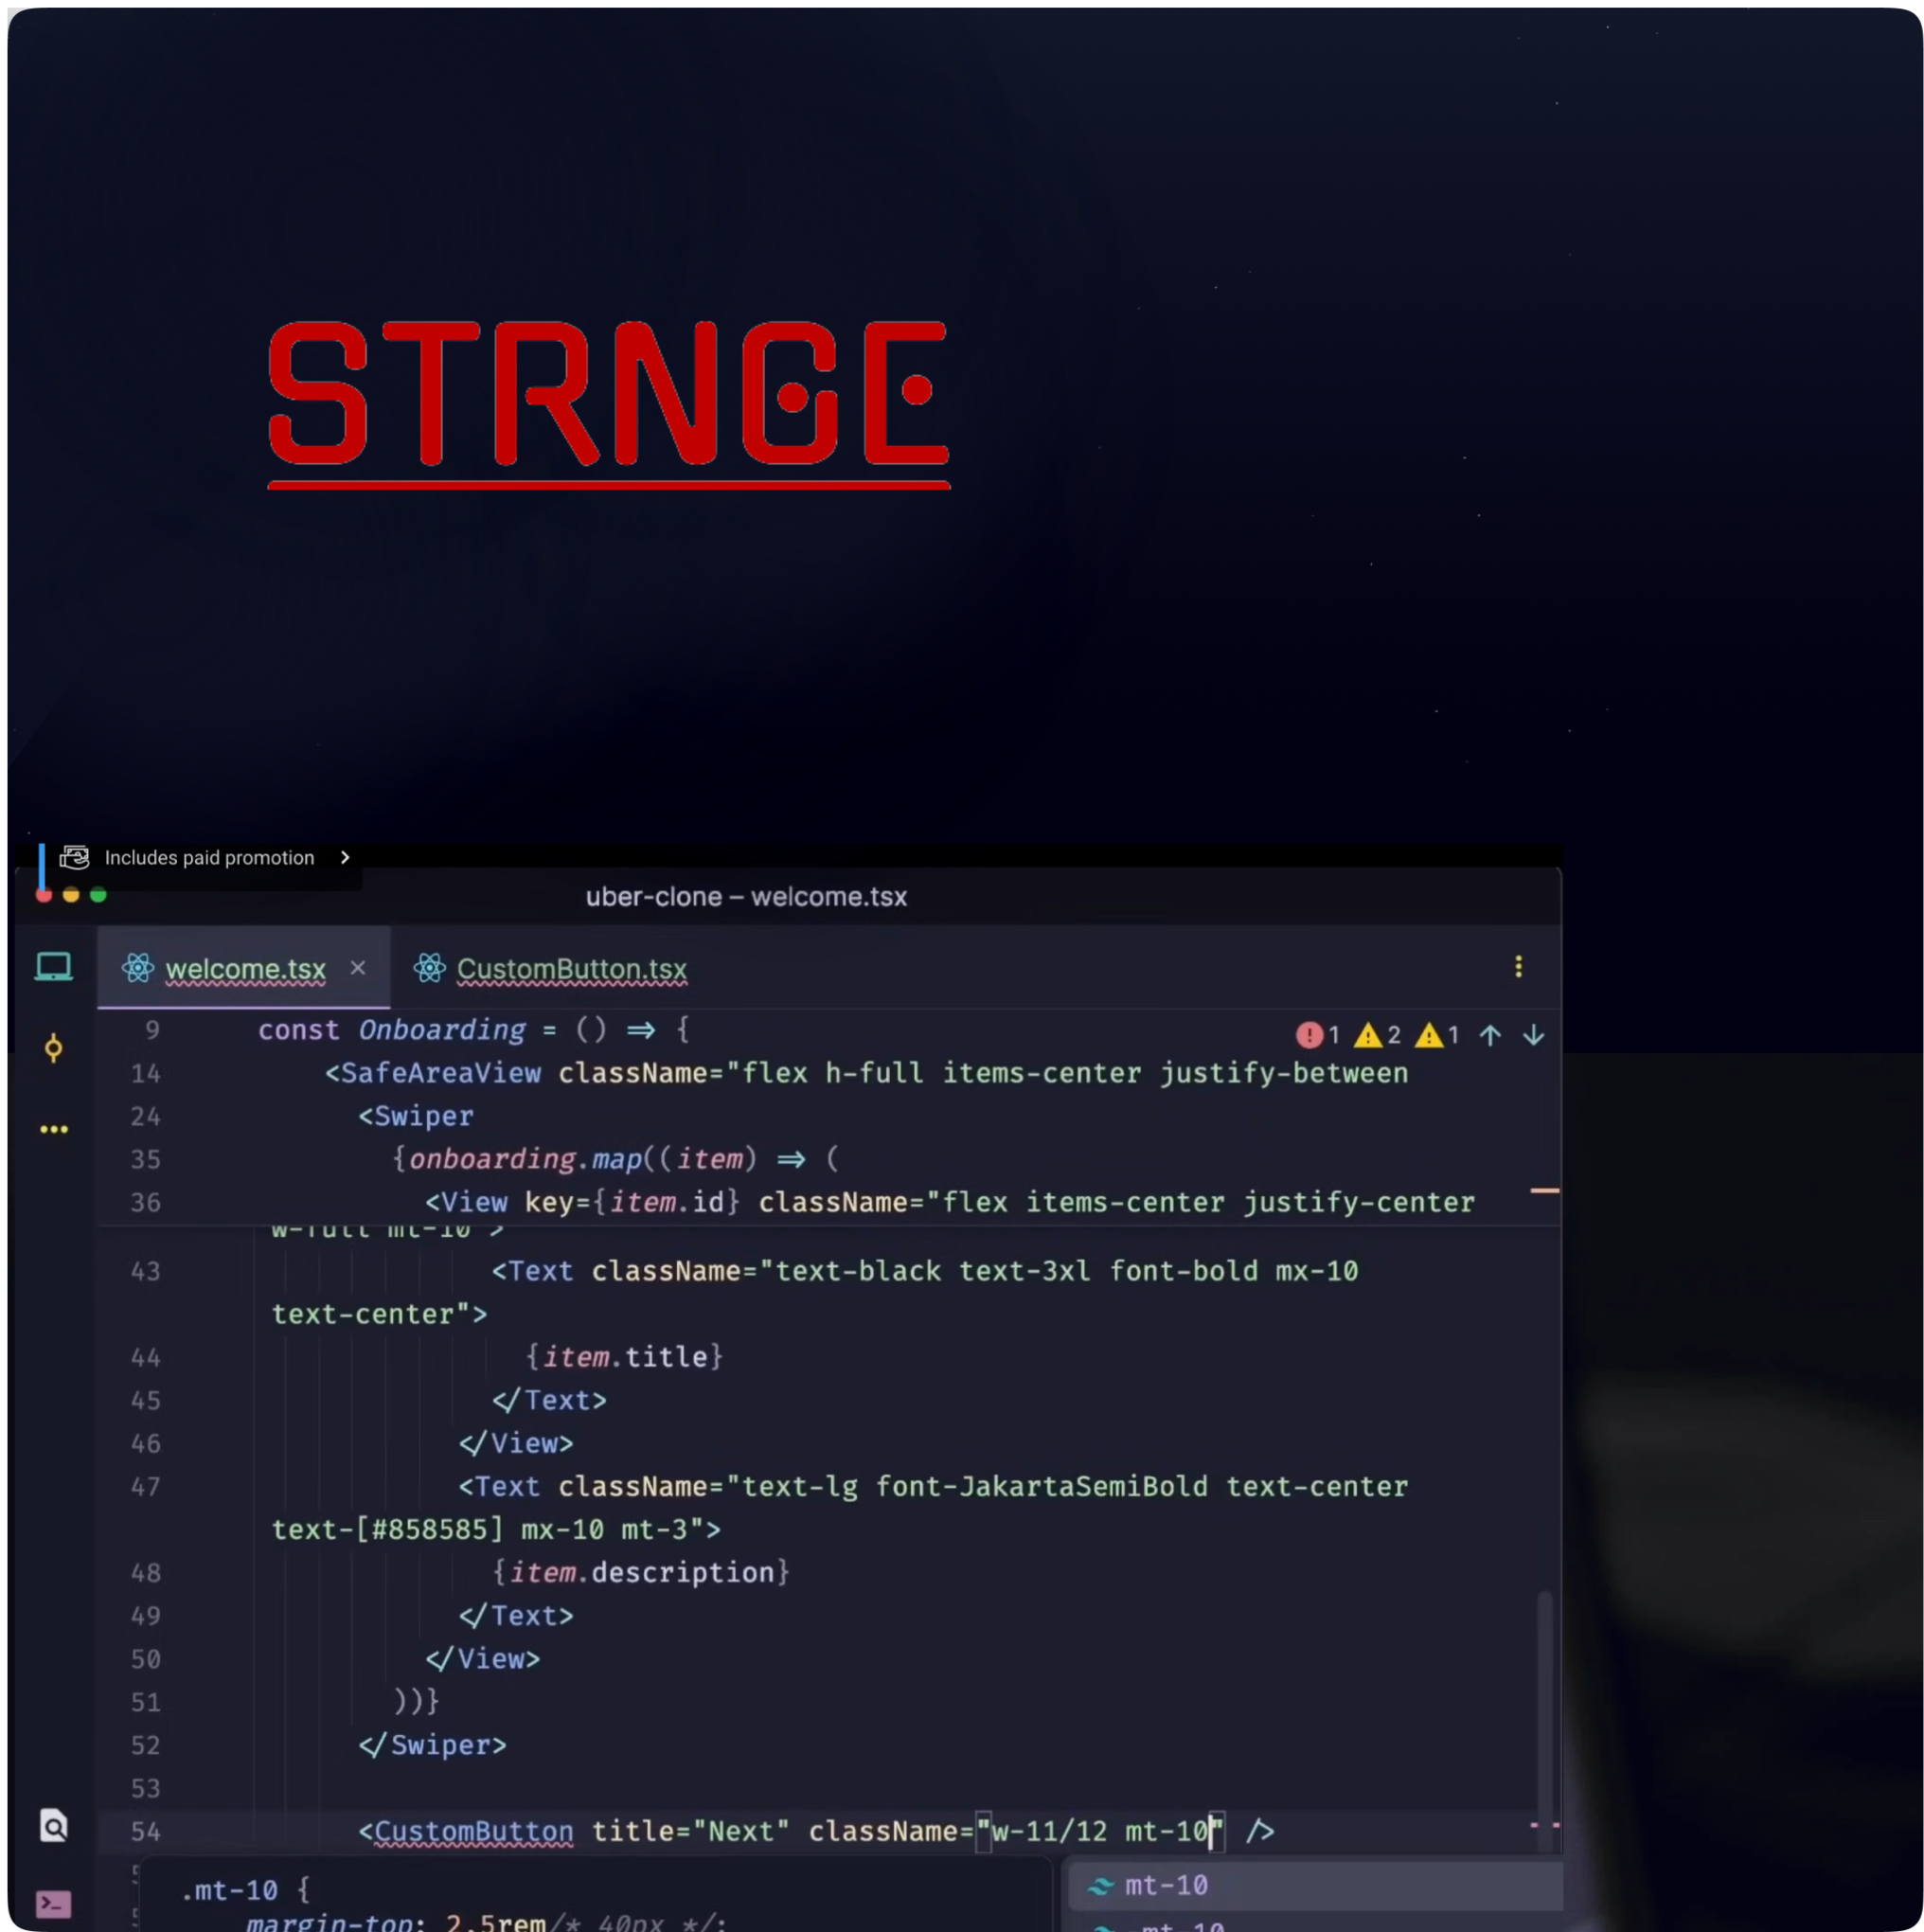 STRNGE
Includes paid promotion
uber-clone – welcome.tsx
welcome.tsx
CustomButton.tsx
9 const Onboarding = () => {
1 2 1
14 <SafeAreaView className="flex h-full items-center justify-between
24 <Swiper
35 {onboarding.map((item) => (
36 <View key={item.id} className="flex items-center justify-center
w-full mt-10">
43 <Text className="text-black text-3xl font-bold mx-10
text-center">
44 {item.title}
45 </Text>
46 </View>
47 <Text className="text-lg font-JakartaSemiBold text-center
text-[#858585] mx-10 mt-3">
48 {item.description}
49 </Text>
50 </View>
51 ))}
52 </Swiper>
53
54 <CustomButton title="Next" className="w-11/12 mt-10" />
.mt-10 {
margin-top: 2.5rem/* 40px */;
mt-10
-mt-10